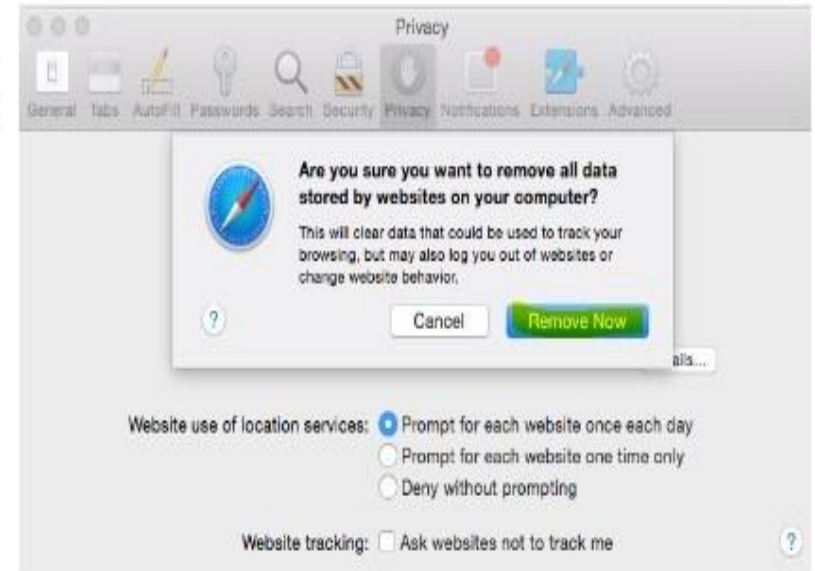 Privacy
General Tabs AutoFill Passwords Search Security Privacy Notifications Extensions Advanced
Are you sure you want to remove all data
stored by websites on your computer?
This will clear data that could be used to track your
browsing, but may also log you out of websites or
change website behavior.
? Cancel Remove Now
ails...
Website use of location services: Prompt for each website once each day
Prompt for each website one time only
Deny without prompting
Website tracking: Ask websites not to track me ?